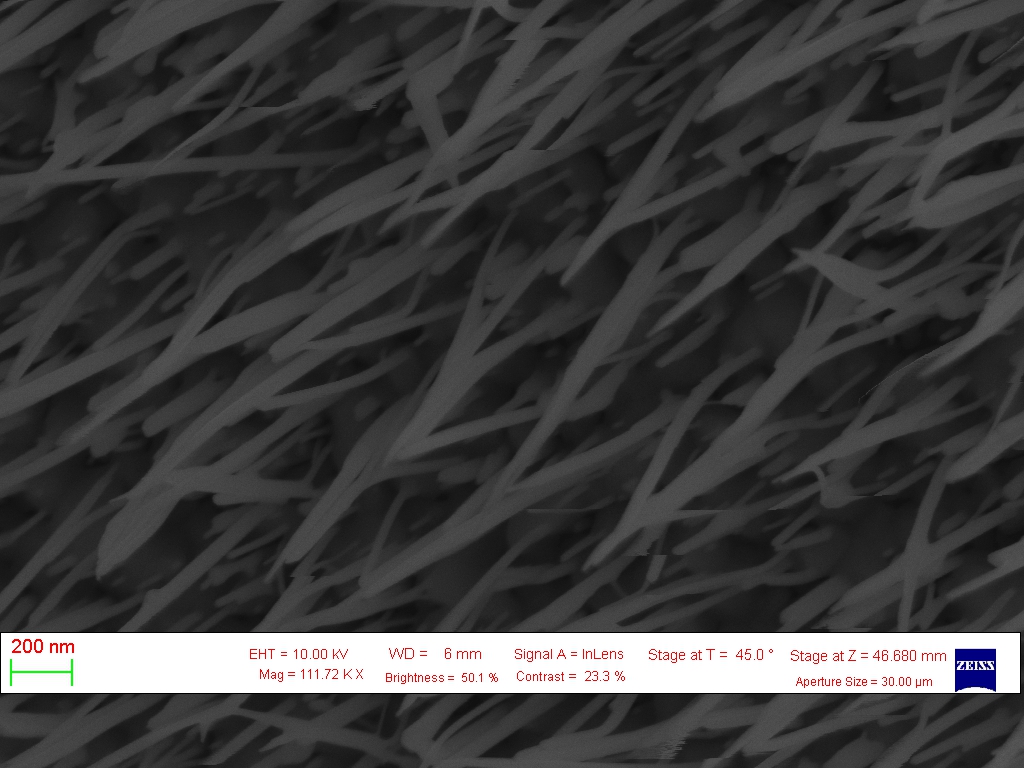 200 nm
EHT = 10.00 kV
WD = 6 mm
Signal A = InLens
Stage at T = 45.0 °
Stage at Z = 46.680 mm
Mag = 111.72 K X
Brightness = 50.1 %
Contrast = 23.3 %
Aperture Size = 30.00 µm
ZEISS